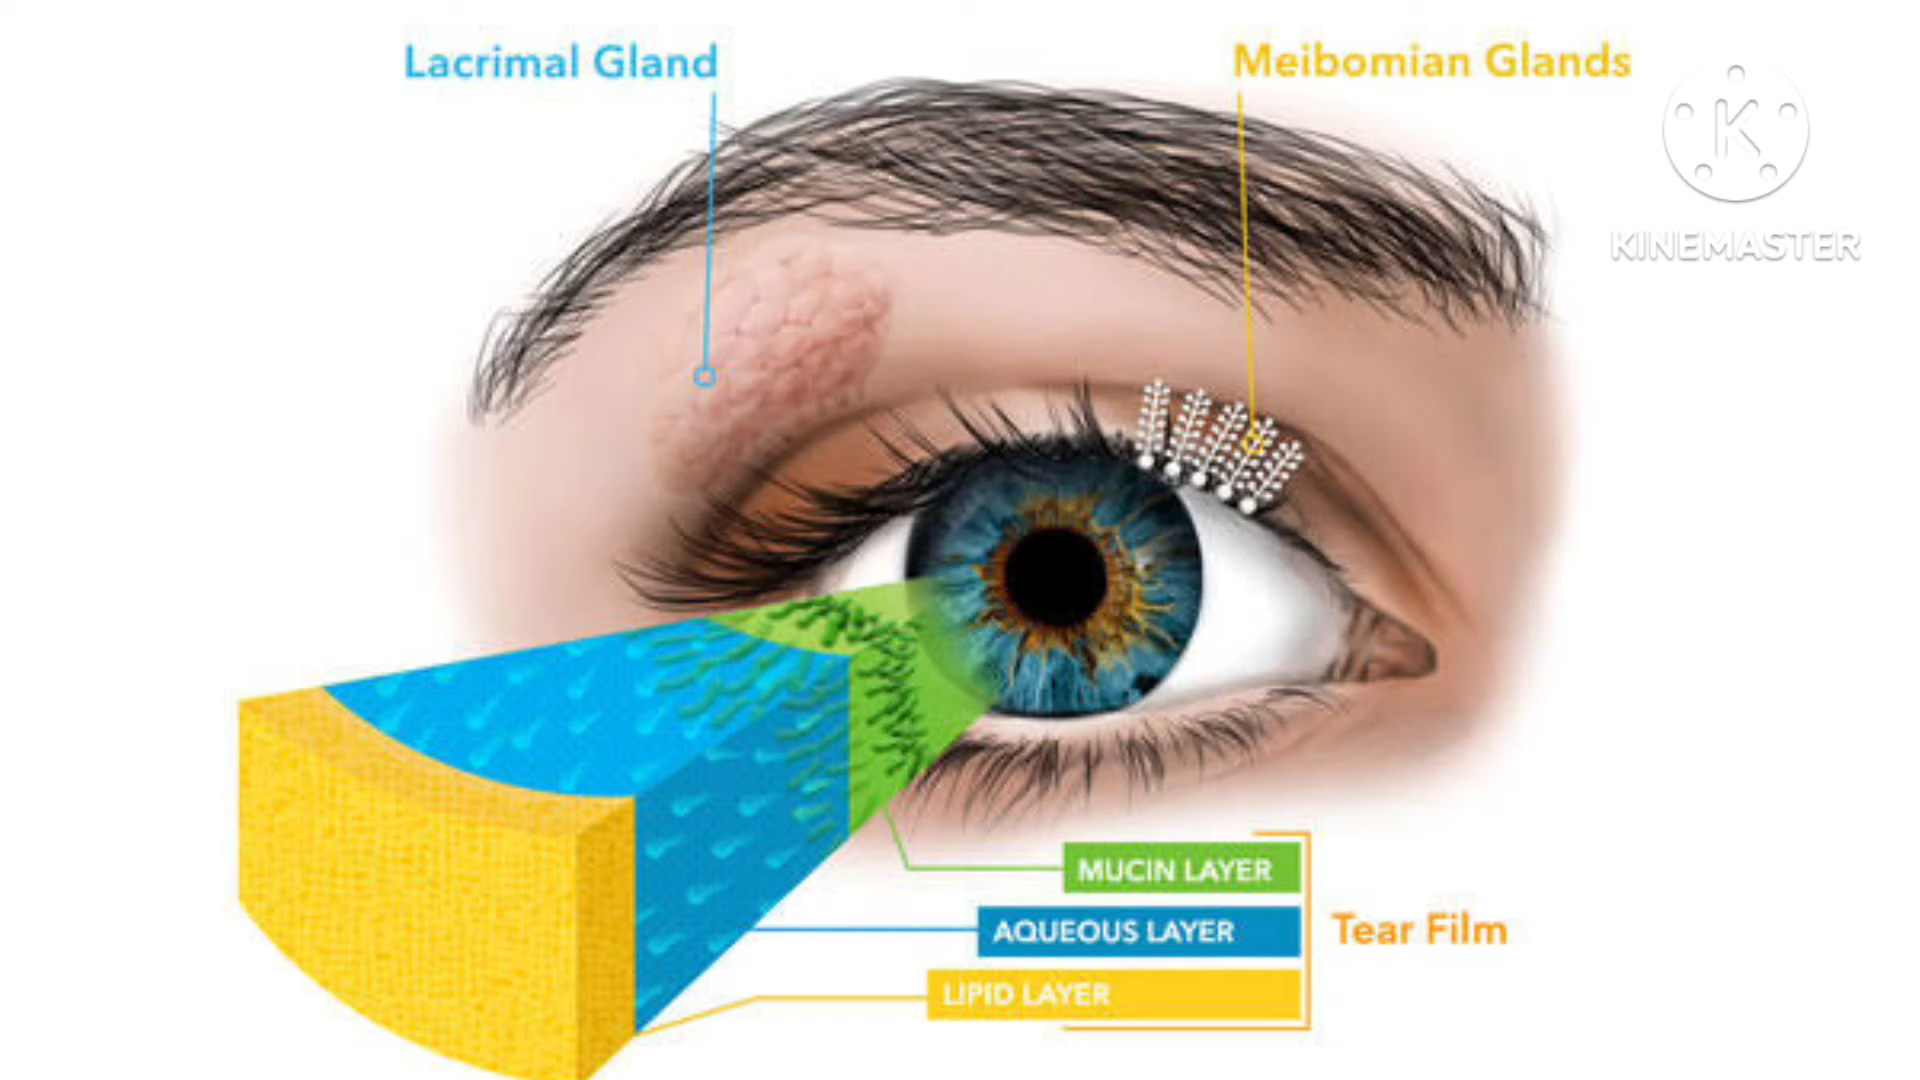 Lacrimal Gland
Meibomian Glands
K
KINEMASTER
MUCIN LAYER
AQUEOUS LAYER
Tear Film
LIPID LAYER